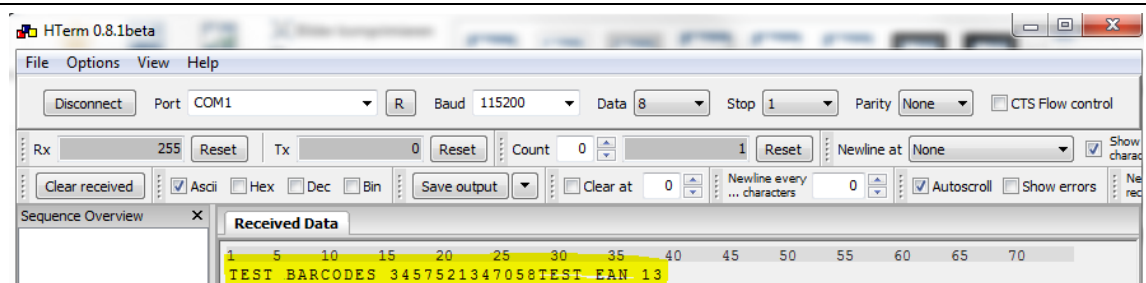 HTerm 0.8.1beta
File Options View Help
Disconnect Port COM1 R Baud 115200 Data 8 Stop 1 Parity None CTS Flow control
Rx 255 Reset Tx 0 Reset Count 0 1 Reset Newline at None Show
Clear received Ascii Hex Dec Bin Save output Clear at 0 Newline every ... characters 0 Autoscroll Show errors
Sequence Overview X Received Data
1 5 10 15 20 25 30 35 40 45 50 55 60 65 70
TEST BARCODES 3457521347058TEST EAN 13